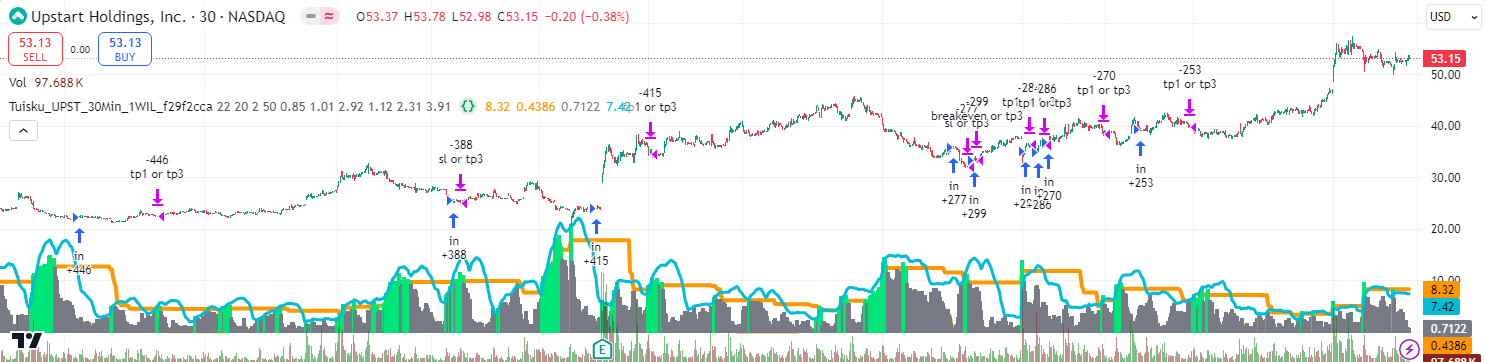 Upstart Holdings, Inc. · 30 · NASDAQ O53.37 H53.78 L52.98 C53.15 −0.20 (−0.38%)
USD
53.13 SELL
0.00
53.13 BUY
Vol 97.688 K
Tuisku_UPST_30Min_1WIL_f29f2cca 22 20 2 50 0.85 1.01 2.92 1.12 2.31 3.91 8.32 0.4386 0.7122 7.42
-446
tp1 or tp3
in
+446
-388
sl or tp3
in
+388
-415
tp1 or tp3
in
+415
-277
-299
breakeven or tp3
sl or tp3
in
+277
in
+299
-286
tp1 or tp3
in
+286
in
+270
-270
tp1 or tp3
in
+253
-253
tp1 or tp3
53.15
50.00
40.00
30.00
20.00
10.00
8.32
7.42
0.7122
0.4386
97.688 K
E